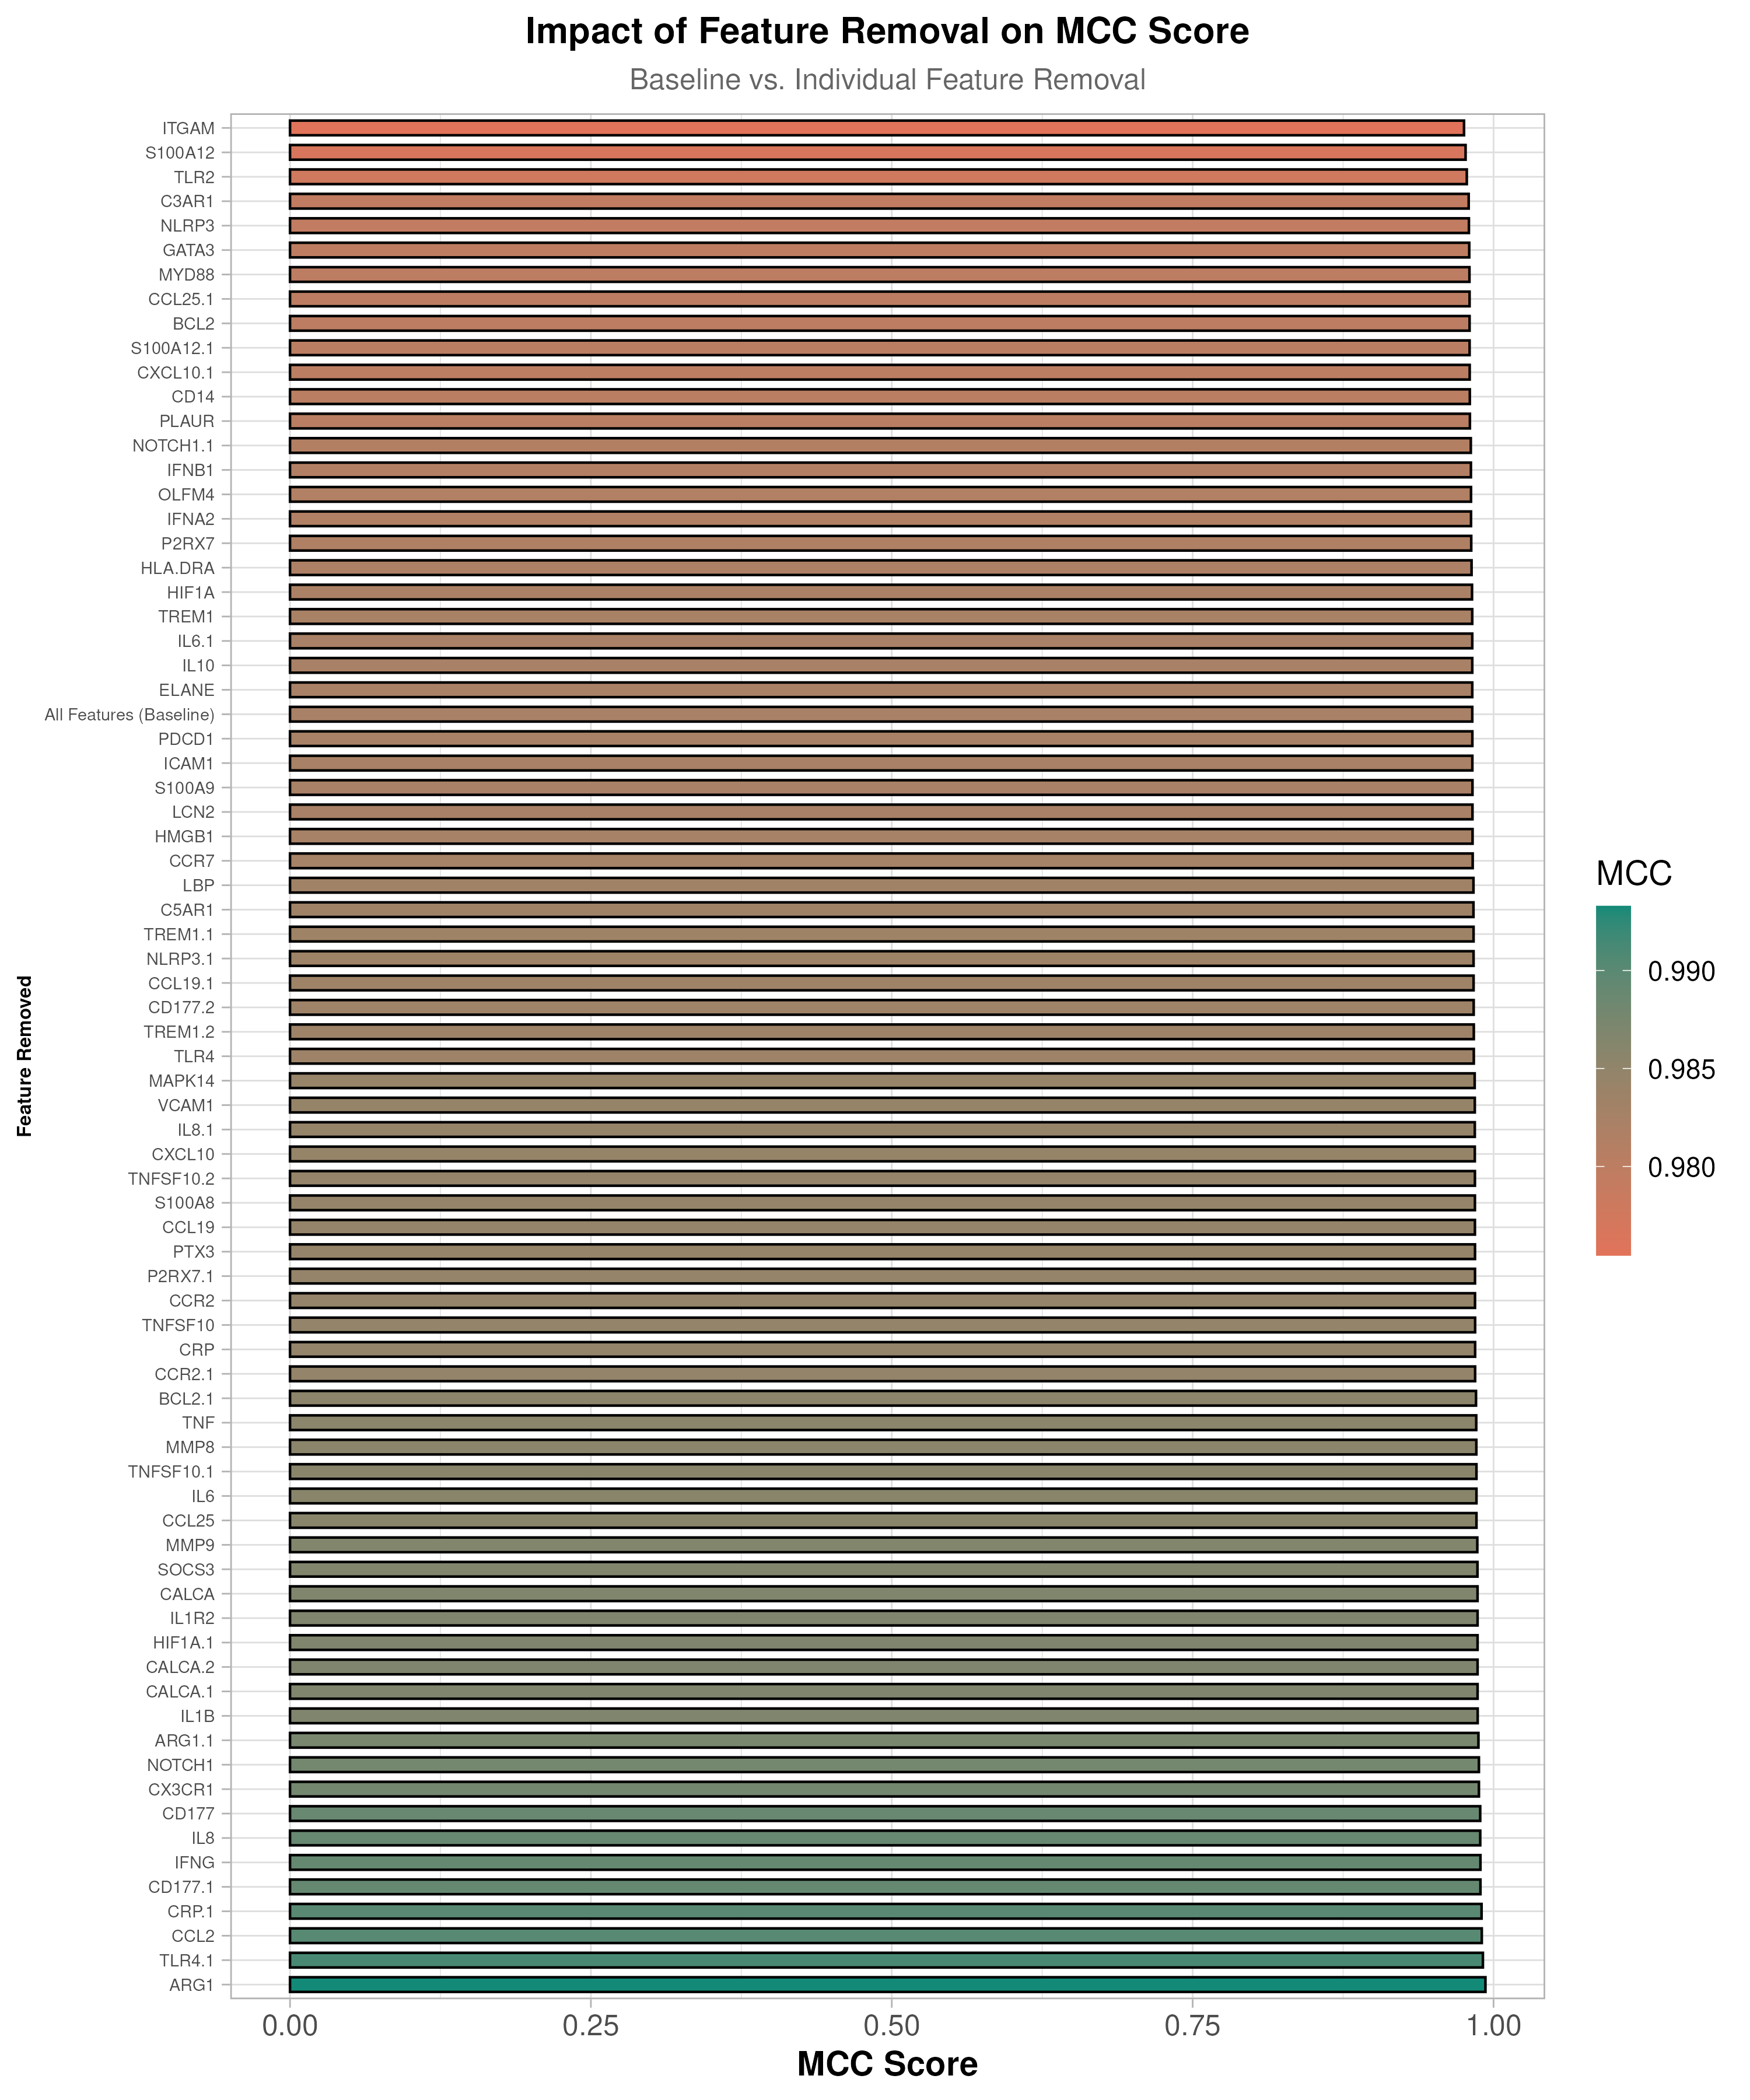 Impact of Feature Removal on MCC Score
Baseline vs. Individual Feature Removal
Feature Removed
ITGAM
S100A12
TLR2
C3AR1
NLRP3
GATA3
MYD88
CCL25.1
BCL2
S100A12.1
CXCL10.1
CD14
PLAUR
NOTCH1.1
IFNB1
OLFM4
IFNA2
P2RX7
HLA.DRA
HIF1A
TREM1
IL6.1
IL10
ELANE
All Features (Baseline)
PDCD1
ICAM1
S100A9
LCN2
HMGB1
CCR7
LBP
C5AR1
TREM1.1
NLRP3.1
CCL19.1
CD177.2
TREM1.2
TLR4
MAPK14
VCAM1
IL8.1
CXCL10
TNFSF10.2
S100A8
CCL19
PTX3
P2RX7.1
CCR2
TNFSF10
CRP
CCR2.1
BCL2.1
TNF
MMP8
TNFSF10.1
IL6
CCL25
MMP9
SOCS3
CALCA
IL1R2
HIF1A.1
CALCA.2
CALCA.1
IL1B
ARG1.1
NOTCH1
CX3CR1
CD177
IL8
IFNG
CD177.1
CRP.1
CCL2
TLR4.1
ARG1
0.00 0.25 0.50 0.75 1.00
MCC Score
MCC
0.990
0.985
0.980